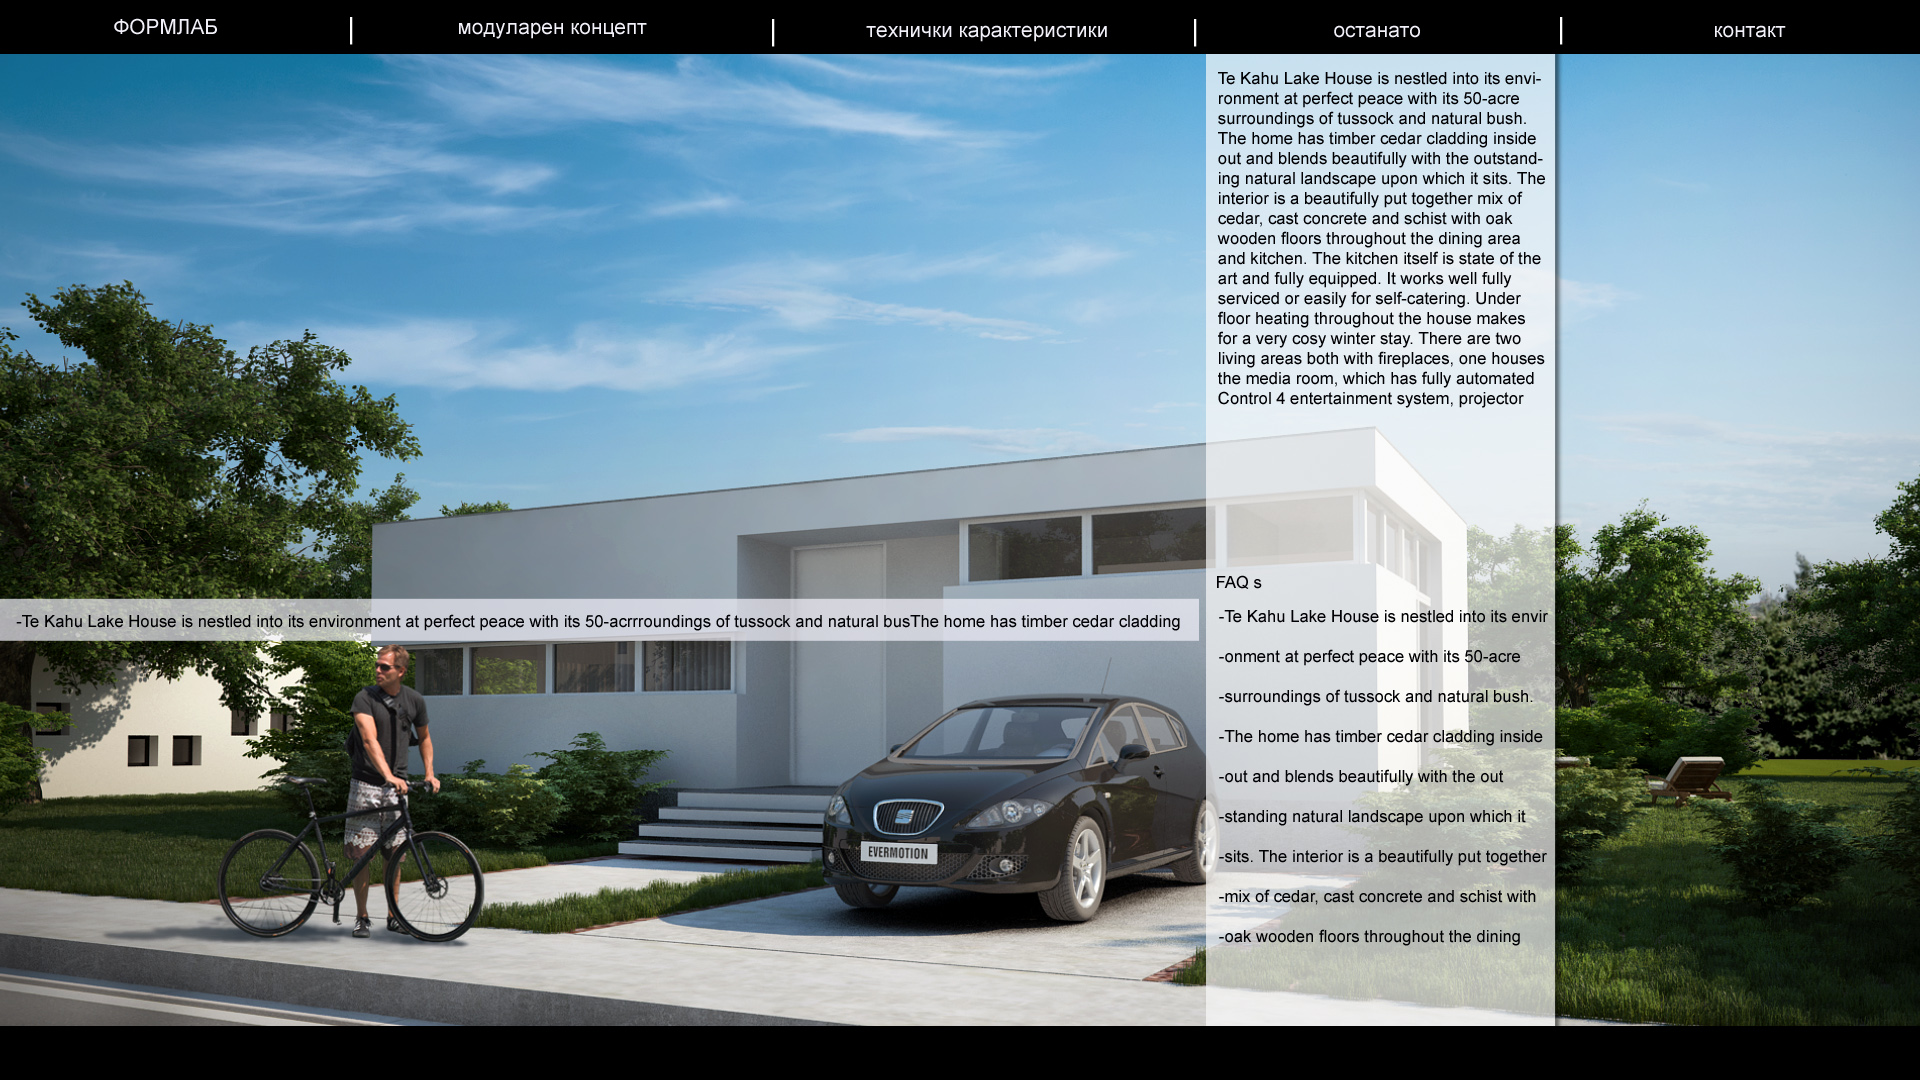 ФОРМЛАБ
модуларен концепт
технички карактеристики
останато
контакт
Te Kahu Lake House is nestled into its envi-
ronment at perfect peace with its 50-acre
surroundings of tussock and natural bush.
The home has timber cedar cladding inside
out and blends beautifully with the outstand-
ing natural landscape upon which it sits. The
interior is a beautifully put together mix of
cedar, cast concrete and schist with oak
wooden floors throughout the dining area
and kitchen. The kitchen itself is state of the
art and fully equipped. It works well fully
serviced or easily for self-catering. Under
floor heating throughout the house makes
for a very cosy winter stay. There are two
living areas both with fireplaces, one houses
the media room, which has fully automated
Control 4 entertainment system, projector
FAQ s
-Te Kahu Lake House is nestled into its environment at perfect peace with its 50-acrrroundings of tussock and natural busThe home has timber cedar cladding
-Te Kahu Lake House is nestled into its envir
-onment at perfect peace with its 50-acre
-surroundings of tussock and natural bush.
-The home has timber cedar cladding inside
-out and blends beautifully with the out
-standing natural landscape upon which it
-sits. The interior is a beautifully put together
-mix of cedar, cast concrete and schist with
-oak wooden floors throughout the dining
EVERMOTION